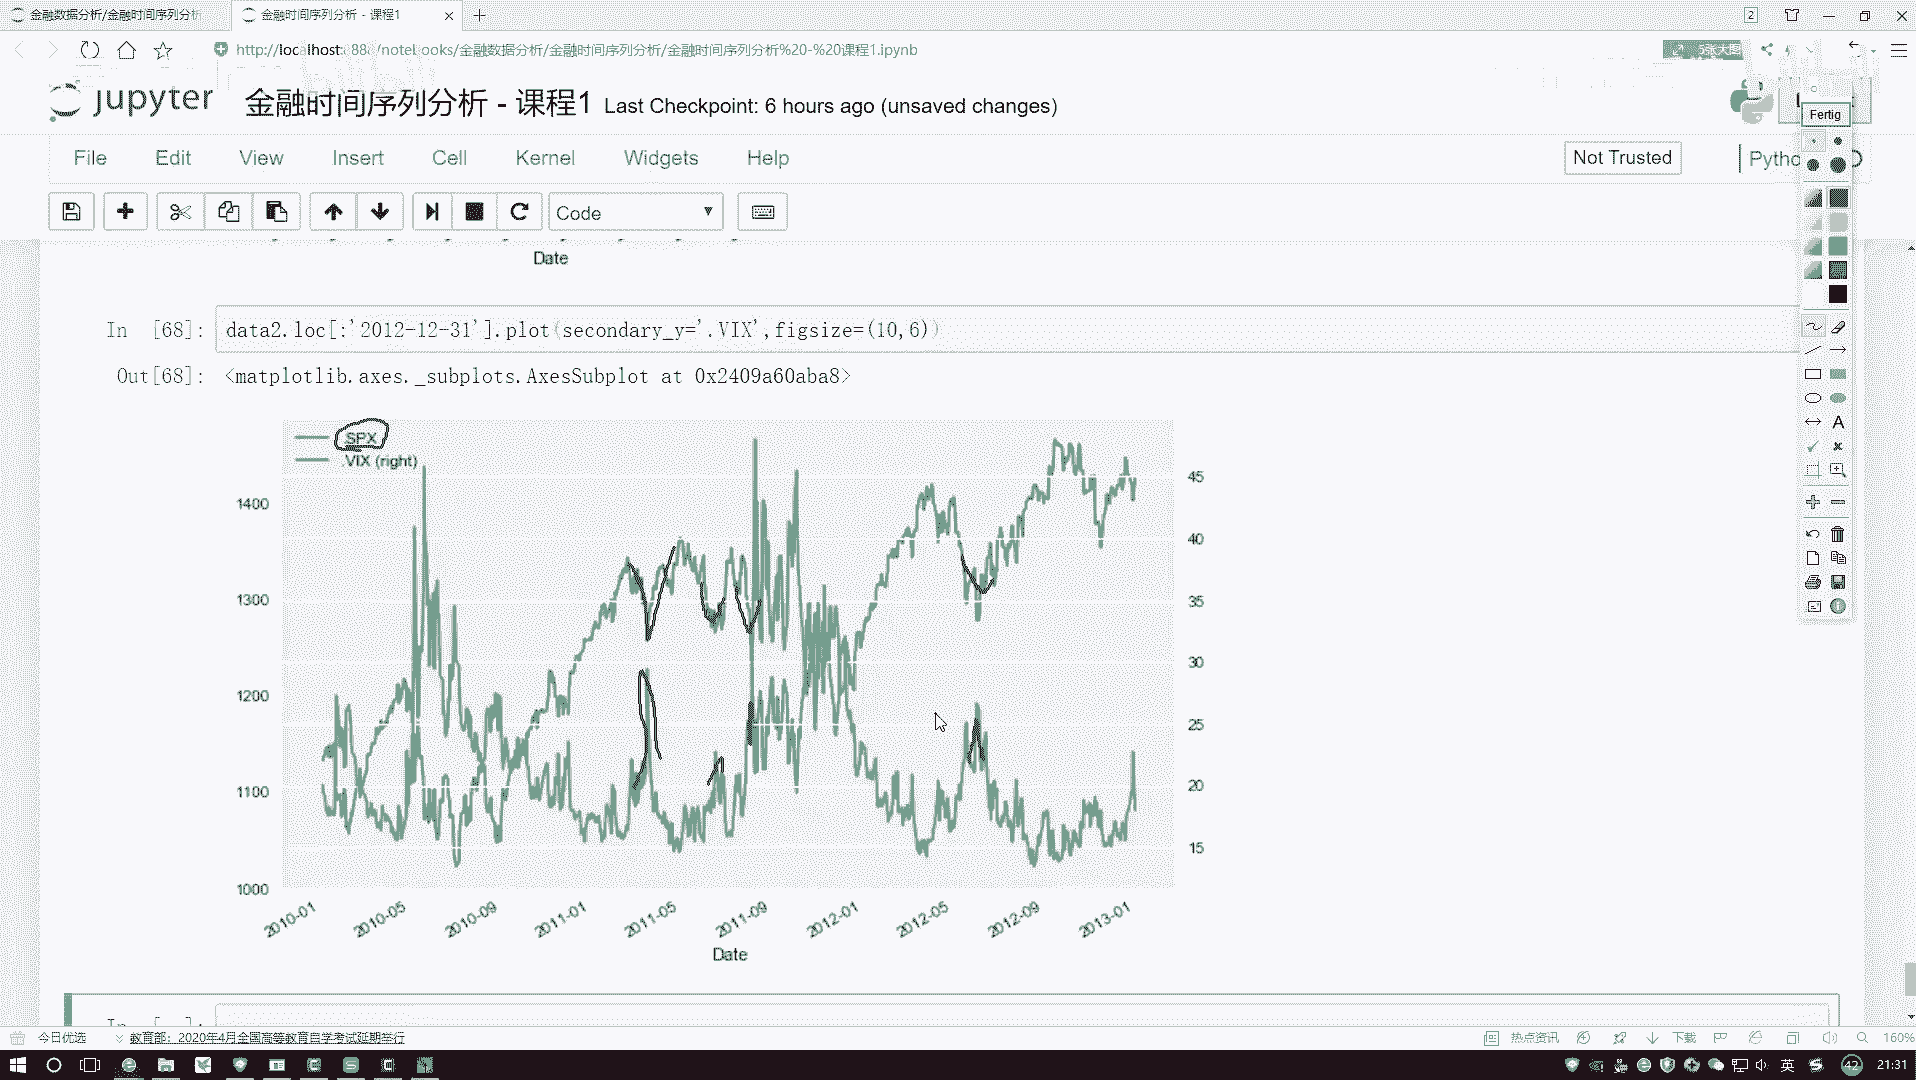 金融数据分析/金融时间序列分析
金融时间序列分析 - 课程1
2
http://localhost:888/notebooks/金融数据分析/金融时间序列分析/金融时间序列分析%20-%20课程1.ipynb
5张大图
jupyter
金融时间序列分析 - 课程1 Last Checkpoint: 6 hours ago (unsaved changes)
Fertig
File Edit View Insert Cell Kernel Widgets Help
Not Trusted
Code
A
Date
In [68]: data2.loc[:'2012-12-31'].plot(secondary_y='.VIX',figsize=(10,6))
Out[68]: <matplotlib.axes._subplots.AxesSubplot at 0x2409a60aba8>
.SPX
.VIX (right)
1400
1300
1200
1100
1000
45
40
35
30
25
20
15
2010-01 2010-05 2010-09 2011-01 2011-05 2011-09 2012-01 2012-05 2012-09 2013-01
Date
今日优选
教育部：2020年4月全国高等教育自学考试延期举行
热点资讯
下载
160%
英
42
21:31